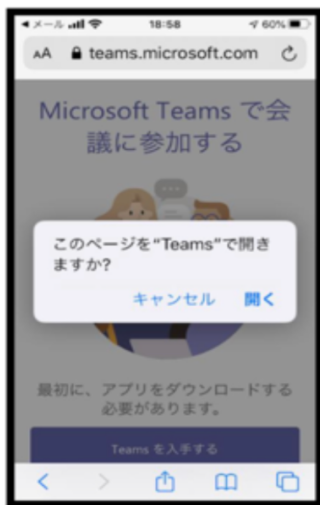 メール
18:58
60%
AA teams.microsoft.com
Microsoft Teams で会
議に参加する
このページを“Teams”で開き
ますか?
キャンセル 開く
最初に、アプリをダウンロードする
必要があります。
Teams を入手する